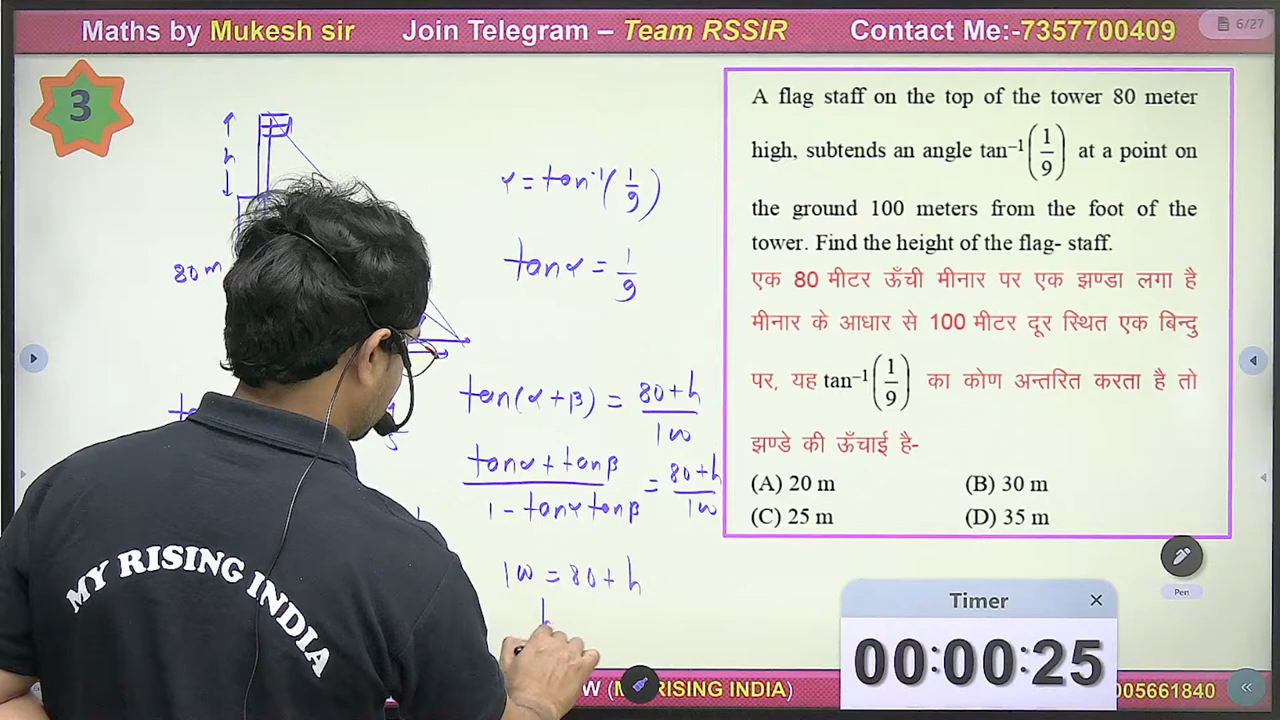 Maths by Mukesh sir Join Telegram – Team RSSIR Contact Me:-7357700409
6/27
3
h
80 m
α = tan⁻¹(1/9)
tanα = 1/9
tan(α + β) = 80+h/100
tanα + tanβ/1 - tanα tanβ = 80+h/100
100 = 80 + h
h
A flag staff on the top of the tower 80 meter
high, subtends an angle tan⁻¹(1/9) at a point on
the ground 100 meters from the foot of the
tower. Find the height of the flag- staff.
एक 80 मीटर ऊँची मीनार पर एक झण्डा लगा है
मीनार के आधार से 100 मीटर दूर स्थित एक बिन्दु
पर, यह tan⁻¹(1/9) का कोण अन्तरित करता है तो
झण्डे की ऊँचाई है-
(A) 20 m (B) 30 m
(C) 25 m (D) 35 m
Pen
Timer
00:00:25
MY RISING INDIA
RISING INDIA)
005661840